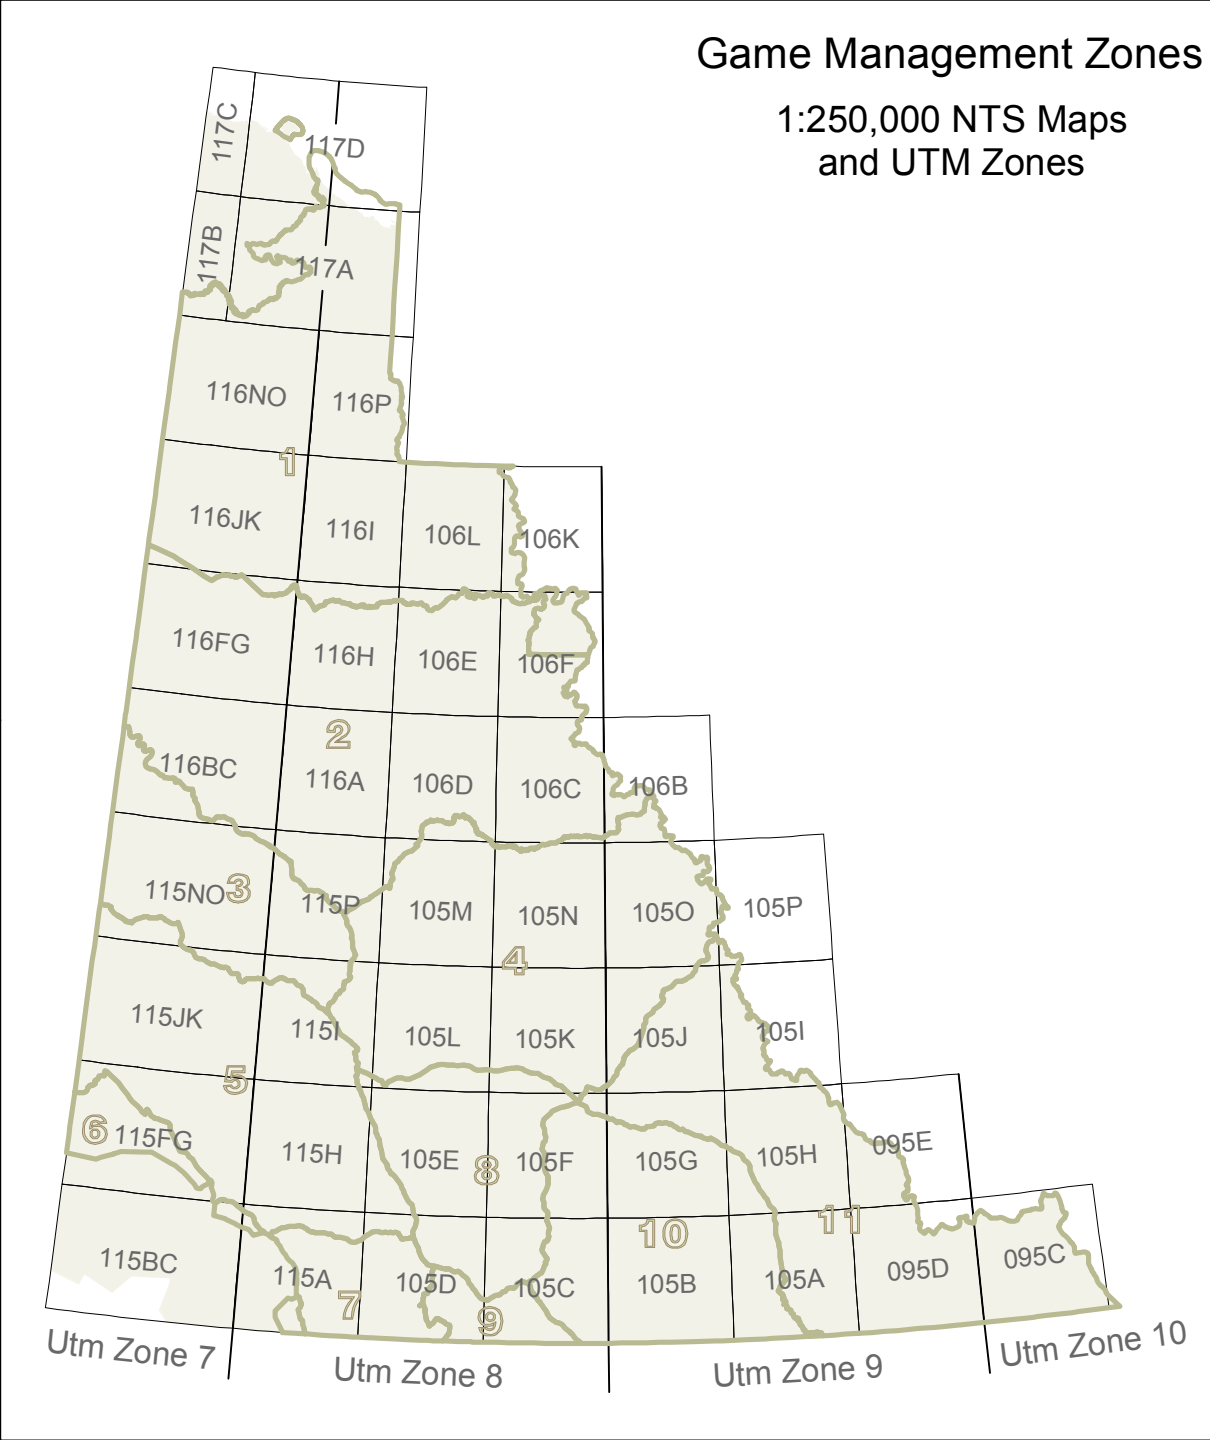 Game Management Zones
1:250,000 NTS Maps
and UTM Zones
117C
117D
117B
117A
116NO
116P
1
116JK
116I
106L
106K
116FG
116H
106E
106F
2
116BC
116A
106D
106C
106B
115NO
3
115P
105M
105N
105O
105P
4
115JK
115I
105L
105K
105J
105I
5
6
115FG
115H
105E
8
105F
105G
105H
095E
10
11
115BC
115A
7
105D
9
105C
105B
105A
095D
095C
Utm Zone 7
Utm Zone 8
Utm Zone 9
Utm Zone 10